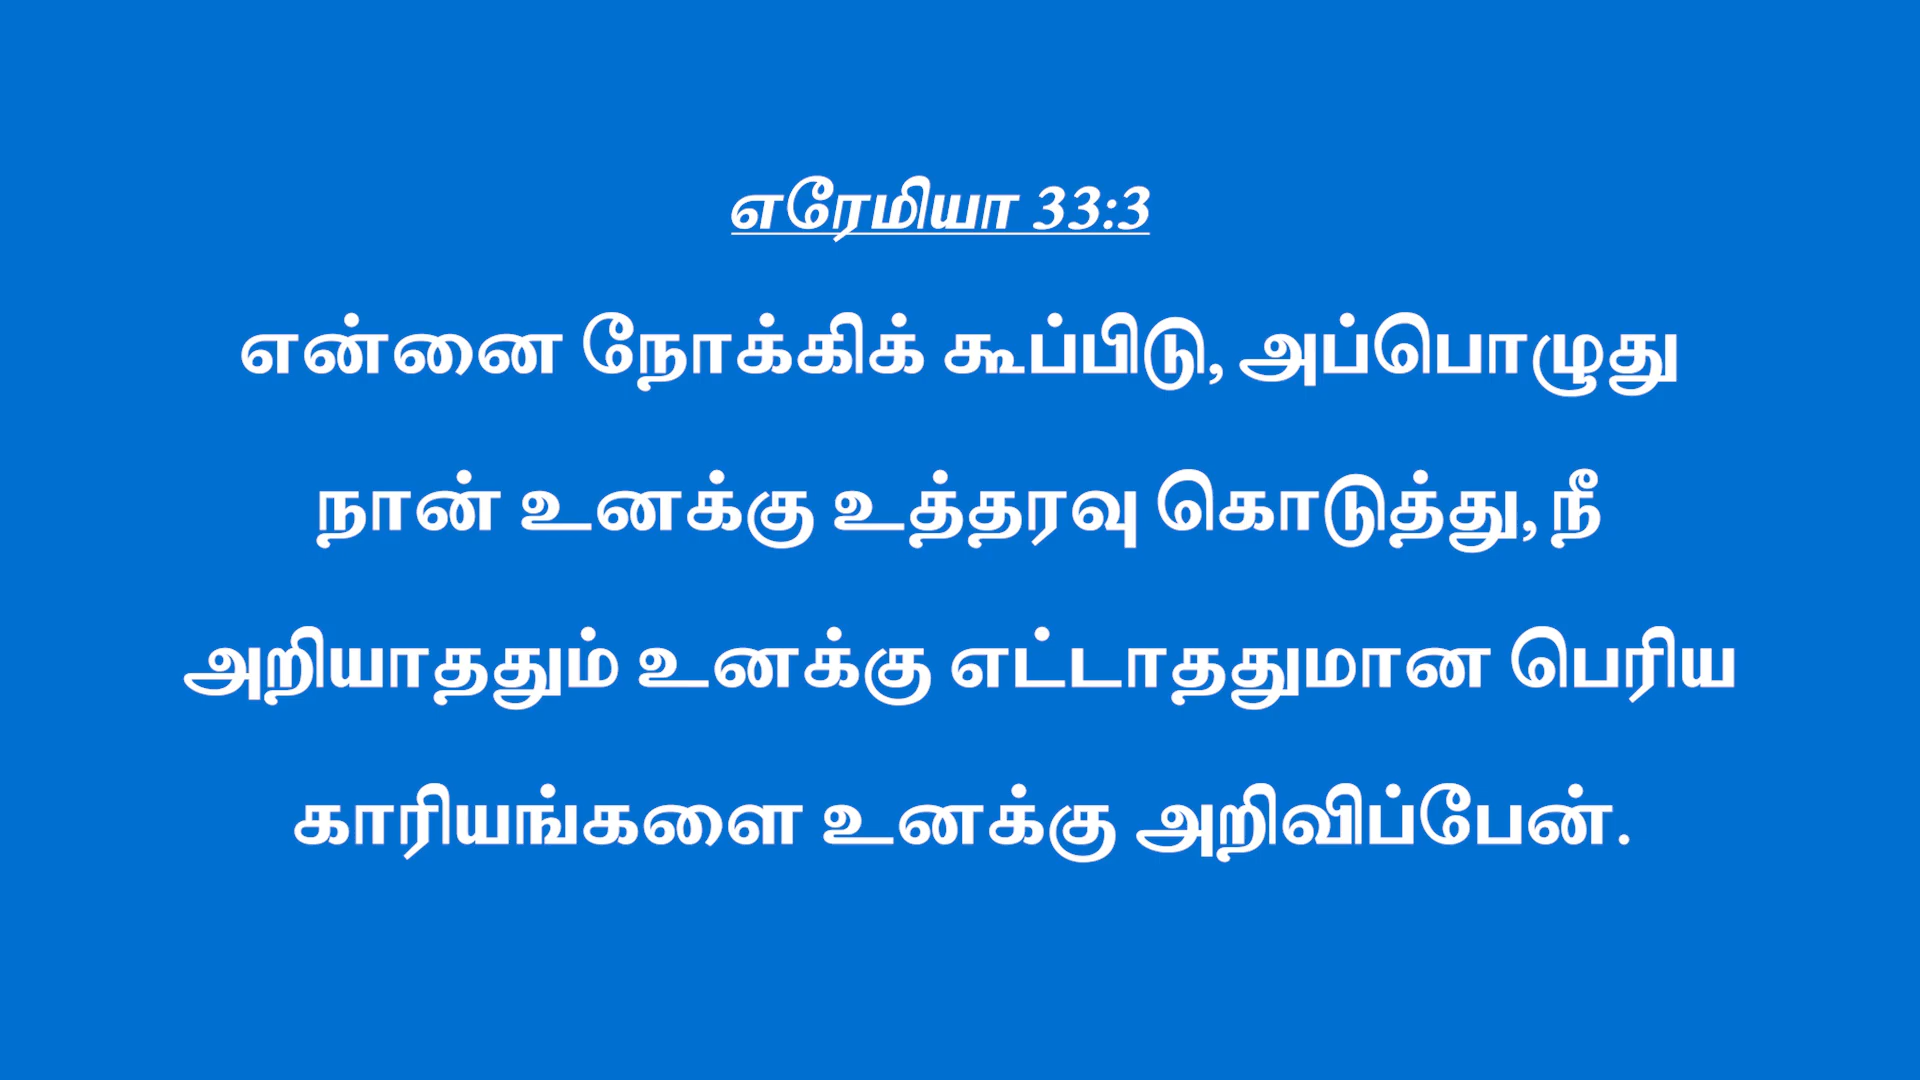 எரேமியா 33:3
என்னை நோக்கிக் கூப்பிடு, அப்பொழுது
நான் உனக்கு உத்தரவு கொடுத்து, நீ
அறியாததும் உனக்கு எட்டாததுமான பெரிய
காரியங்களை உனக்கு அறிவிப்பேன்.